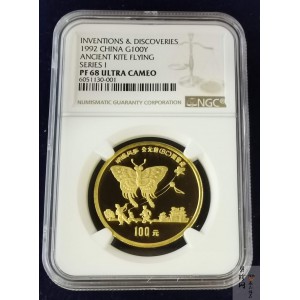 INVENTIONS & DISCOVERIES
1992 CHINA G100Y
ANCIENT KITE FLYING
SERIES I
PF 68 ULTRA CAMEO
6051130-001
NUMISMATIC GUARANTY CORPORATION
NGC
100元